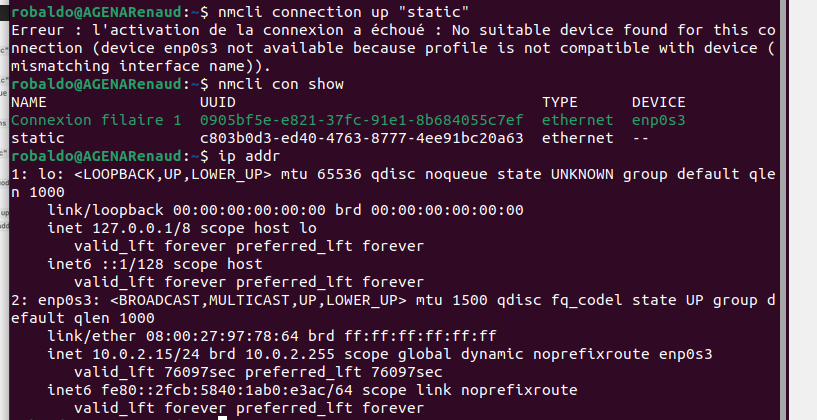 robaldo@AGENARenaud:~$ nmcli connection up "static"
Erreur : l'activation de la connexion a échoué : No suitable device found for this co
nnection (device enp0s3 not available because profile is not compatible with device (
mismatching interface name)).
robaldo@AGENARenaud:~$ nmcli con show
NAME UUID TYPE DEVICE
Connexion filaire 1 0905bf5e-e821-37fc-91e1-8b684055c7ef ethernet enp0s3
static c803b0d3-ed40-4763-8777-4ee91bc20a63 ethernet --
robaldo@AGENARenaud:~$ ip addr
1: lo: <LOOPBACK,UP,LOWER_UP> mtu 65536 qdisc noqueue state UNKNOWN group default qle
n 1000
link/loopback 00:00:00:00:00:00 brd 00:00:00:00:00:00
inet 127.0.0.1/8 scope host lo
valid_lft forever preferred_lft forever
inet6 ::1/128 scope host
valid_lft forever preferred_lft forever
2: enp0s3: <BROADCAST,MULTICAST,UP,LOWER_UP> mtu 1500 qdisc fq_codel state UP group d
efault qlen 1000
link/ether 08:00:27:97:78:64 brd ff:ff:ff:ff:ff:ff
inet 10.0.2.15/24 brd 10.0.2.255 scope global dynamic noprefixroute enp0s3
valid_lft 76097sec preferred_lft 76097sec
inet6 fe80::2fcb:5840:1ab0:e3ac/64 scope link noprefixroute
valid_lft forever preferred_lft forever